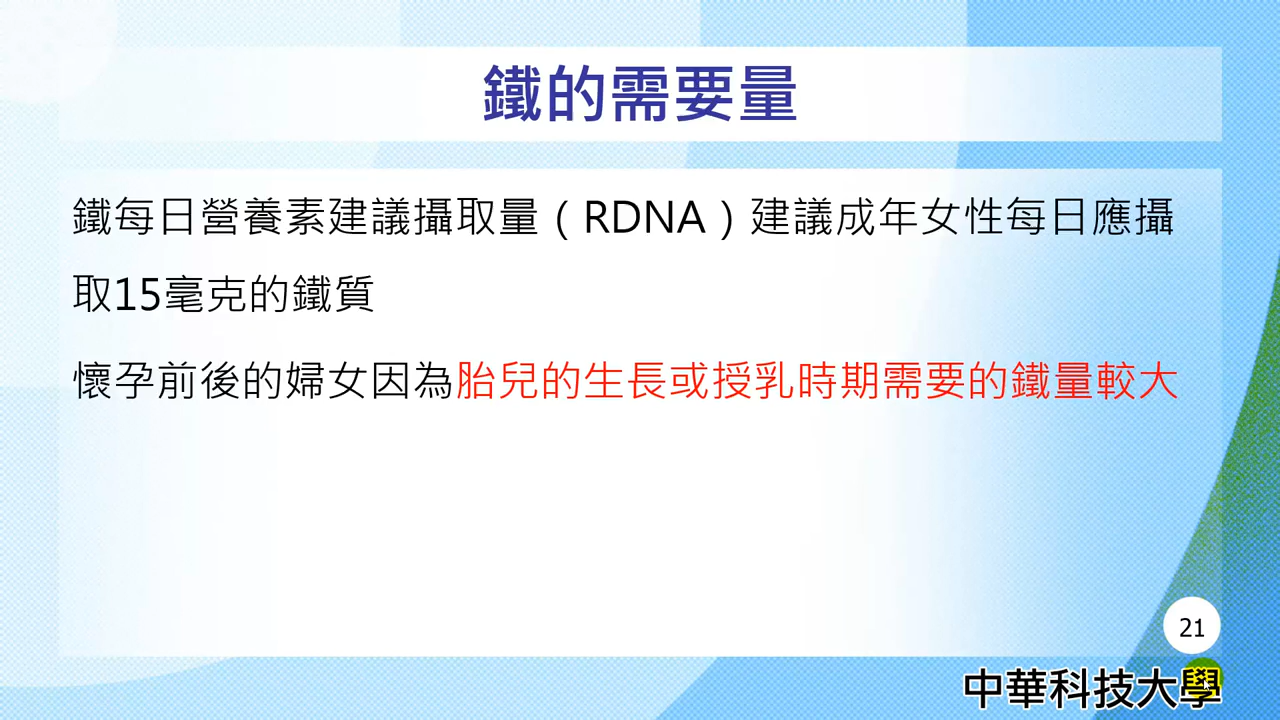 鐵的需要量
鐵每日營養素建議攝取量（RDNA）建議成年女性每日應攝
取15毫克的鐵質
懷孕前後的婦女因為胎兒的生長或授乳時期需要的鐵量較大
21
中華科技大學